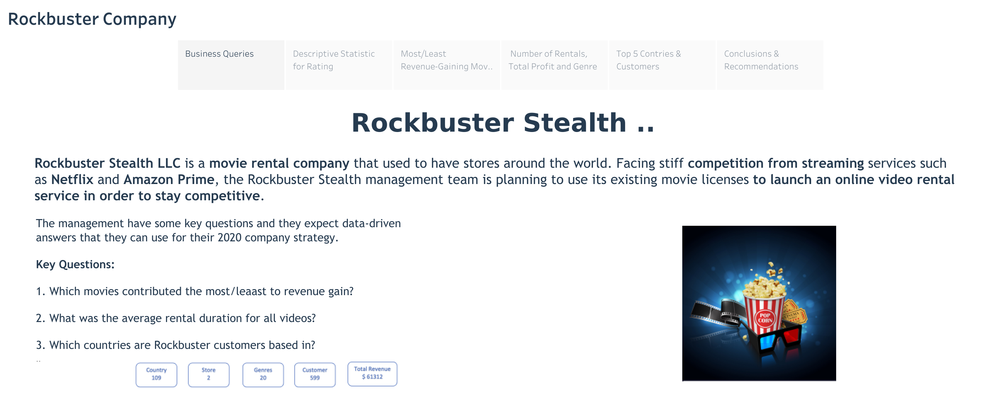 Rockbuster Company
Business Queries
Descriptive Statistic
for Rating
Most/Least
Revenue-Gaining Mov..
Number of Rentals,
Total Profit and Genre
Top 5 Contries &
Customers
Conclusions &
Recommendations
Rockbuster Stealth ..
Rockbuster Stealth LLC is a movie rental company that used to have stores around the world. Facing stiff competition from streaming services such
as Netflix and Amazon Prime, the Rockbuster Stealth management team is planning to use its existing movie licenses to launch an online video rental
service in order to stay competitive.
The management have some key questions and they expect data-driven
answers that they can use for their 2020 company strategy.
Key Questions:
1. Which movies contributed the most/leaast to revenue gain?
2. What was the average rental duration for all videos?
3. Which countries are Rockbuster customers based in?
..
Country
109
Store
2
Genres
20
Customer
599
Total Revenue
$ 61312
POP
CORN
CINEMA